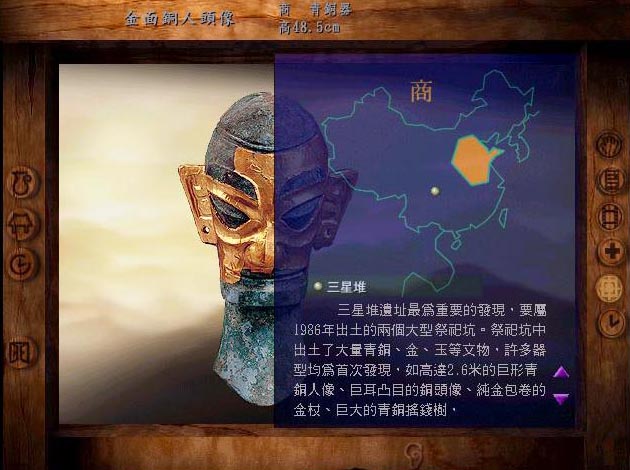 金面銅人頭像
商 青銅器
高48.5cm
商
三星堆
三星堆遺址最為重要的發現，要屬
1986年出土的兩個大型祭祀坑。祭祀坑中
出土了大量青銅、金、玉等文物，許多器
型均為首次發現，如高達2.6米的巨形青
銅人像、巨耳凸目的銅頭像、純金包卷的
金杖、巨大的青銅搖錢樹，